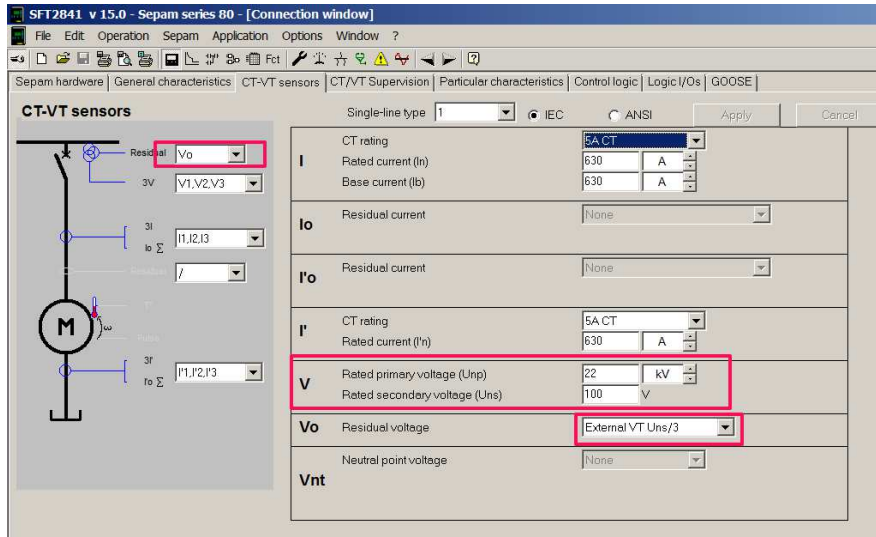 SFT2841 v 15.0 - Sepam series 80 - [Connection window]
File Edit Operation Sepam Application Options Window ?
Fct
Sepam hardware General characteristics CT-VT sensors CT/VT Supervision Particular characteristics Control logic Logic I/Os GOOSE
CT-VT sensors
Single-line type 1 IEC ANSI Apply Cancel
Residual Vo
3V V1,V2,V3
3I
Io Σ I1,I2,I3
Residual /
T°
M ω
Pulse
3I'
I'o Σ I'1,I'2,I'3
I
CT rating 5A CT
Rated current (In) 630 A
Base current (Ib) 630 A
Io
Residual current None
I'o
Residual current None
I'
CT rating 5A CT
Rated current (I'n) 630 A
V
Rated primary voltage (Unp) 22 kV
Rated secondary voltage (Uns) 100 V
Vo Residual voltage External VT Uns/3
Vnt
Neutral point voltage None